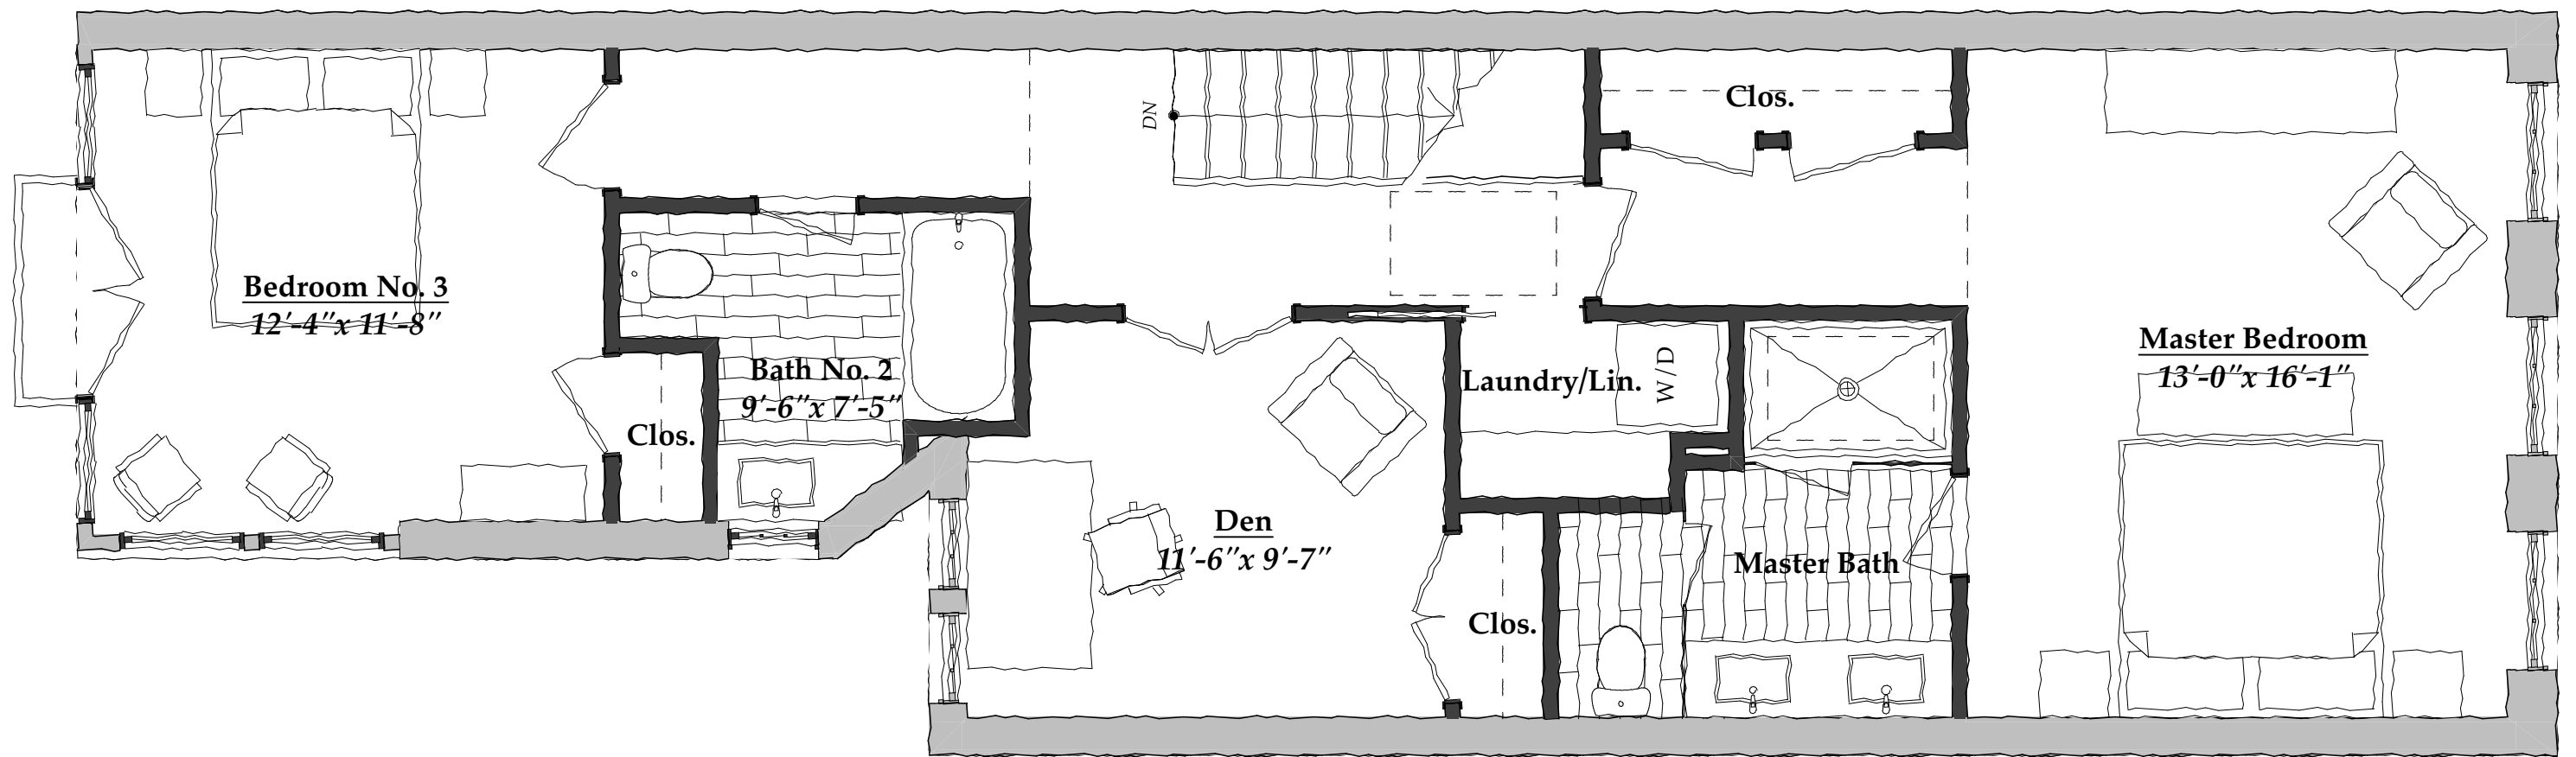 DN
Clos.
Bedroom No. 3
12'-4"x 11'-8"
Master Bedroom
13'-0"x 16'-1"
Bath No. 2
9'-6"x 7'-5"
Laundry/Lin.
W/D
Clos.
Den
11'-6"x 9'-7"
Master Bath
Clos.